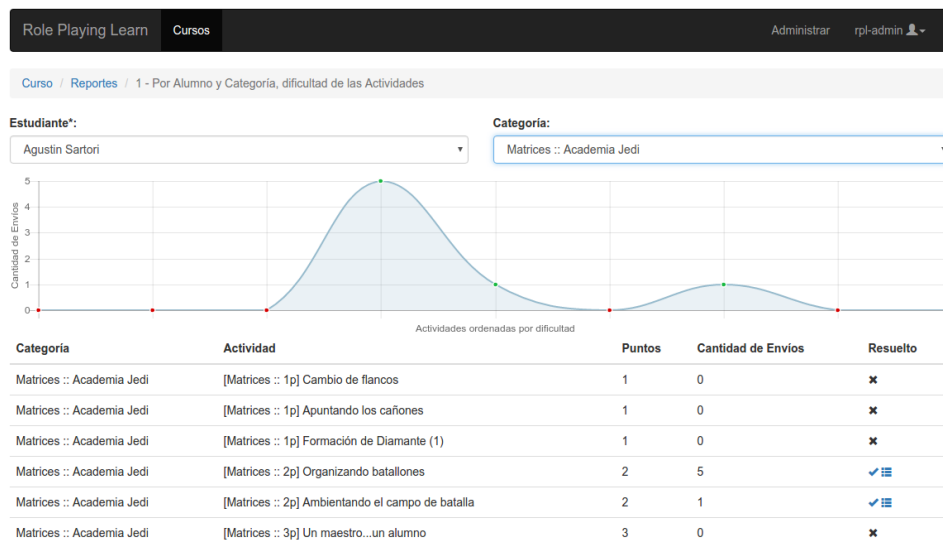 Role Playing Learn Cursos Administrar rpl-admin
Curso / Reportes / 1 - Por Alumno y Categoría, dificultad de las Actividades
Estudiante*: Categoría:
Agustin Sartori Matrices :: Academia Jedi
Cantidad de Envíos
5
4
3
2
1
0
Actividades ordenadas por dificultad
Categoría Actividad Puntos Cantidad de Envíos Resuelto
Matrices :: Academia Jedi [Matrices :: 1p] Cambio de flancos 1 0
Matrices :: Academia Jedi [Matrices :: 1p] Apuntando los cañones 1 0
Matrices :: Academia Jedi [Matrices :: 1p] Formación de Diamante (1) 1 0
Matrices :: Academia Jedi [Matrices :: 2p] Organizando batallones 2 5
Matrices :: Academia Jedi [Matrices :: 2p] Ambientando el campo de batalla 2 1
Matrices :: Academia Jedi [Matrices :: 3p] Un maestro...un alumno 3 0